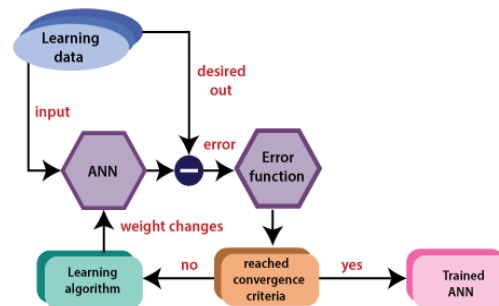 Learning
data
desired
out
input
error
ANN
Error
function
weight changes
Learning
algorithm
no
reached
convergence
criteria
yes
Trained
ANN